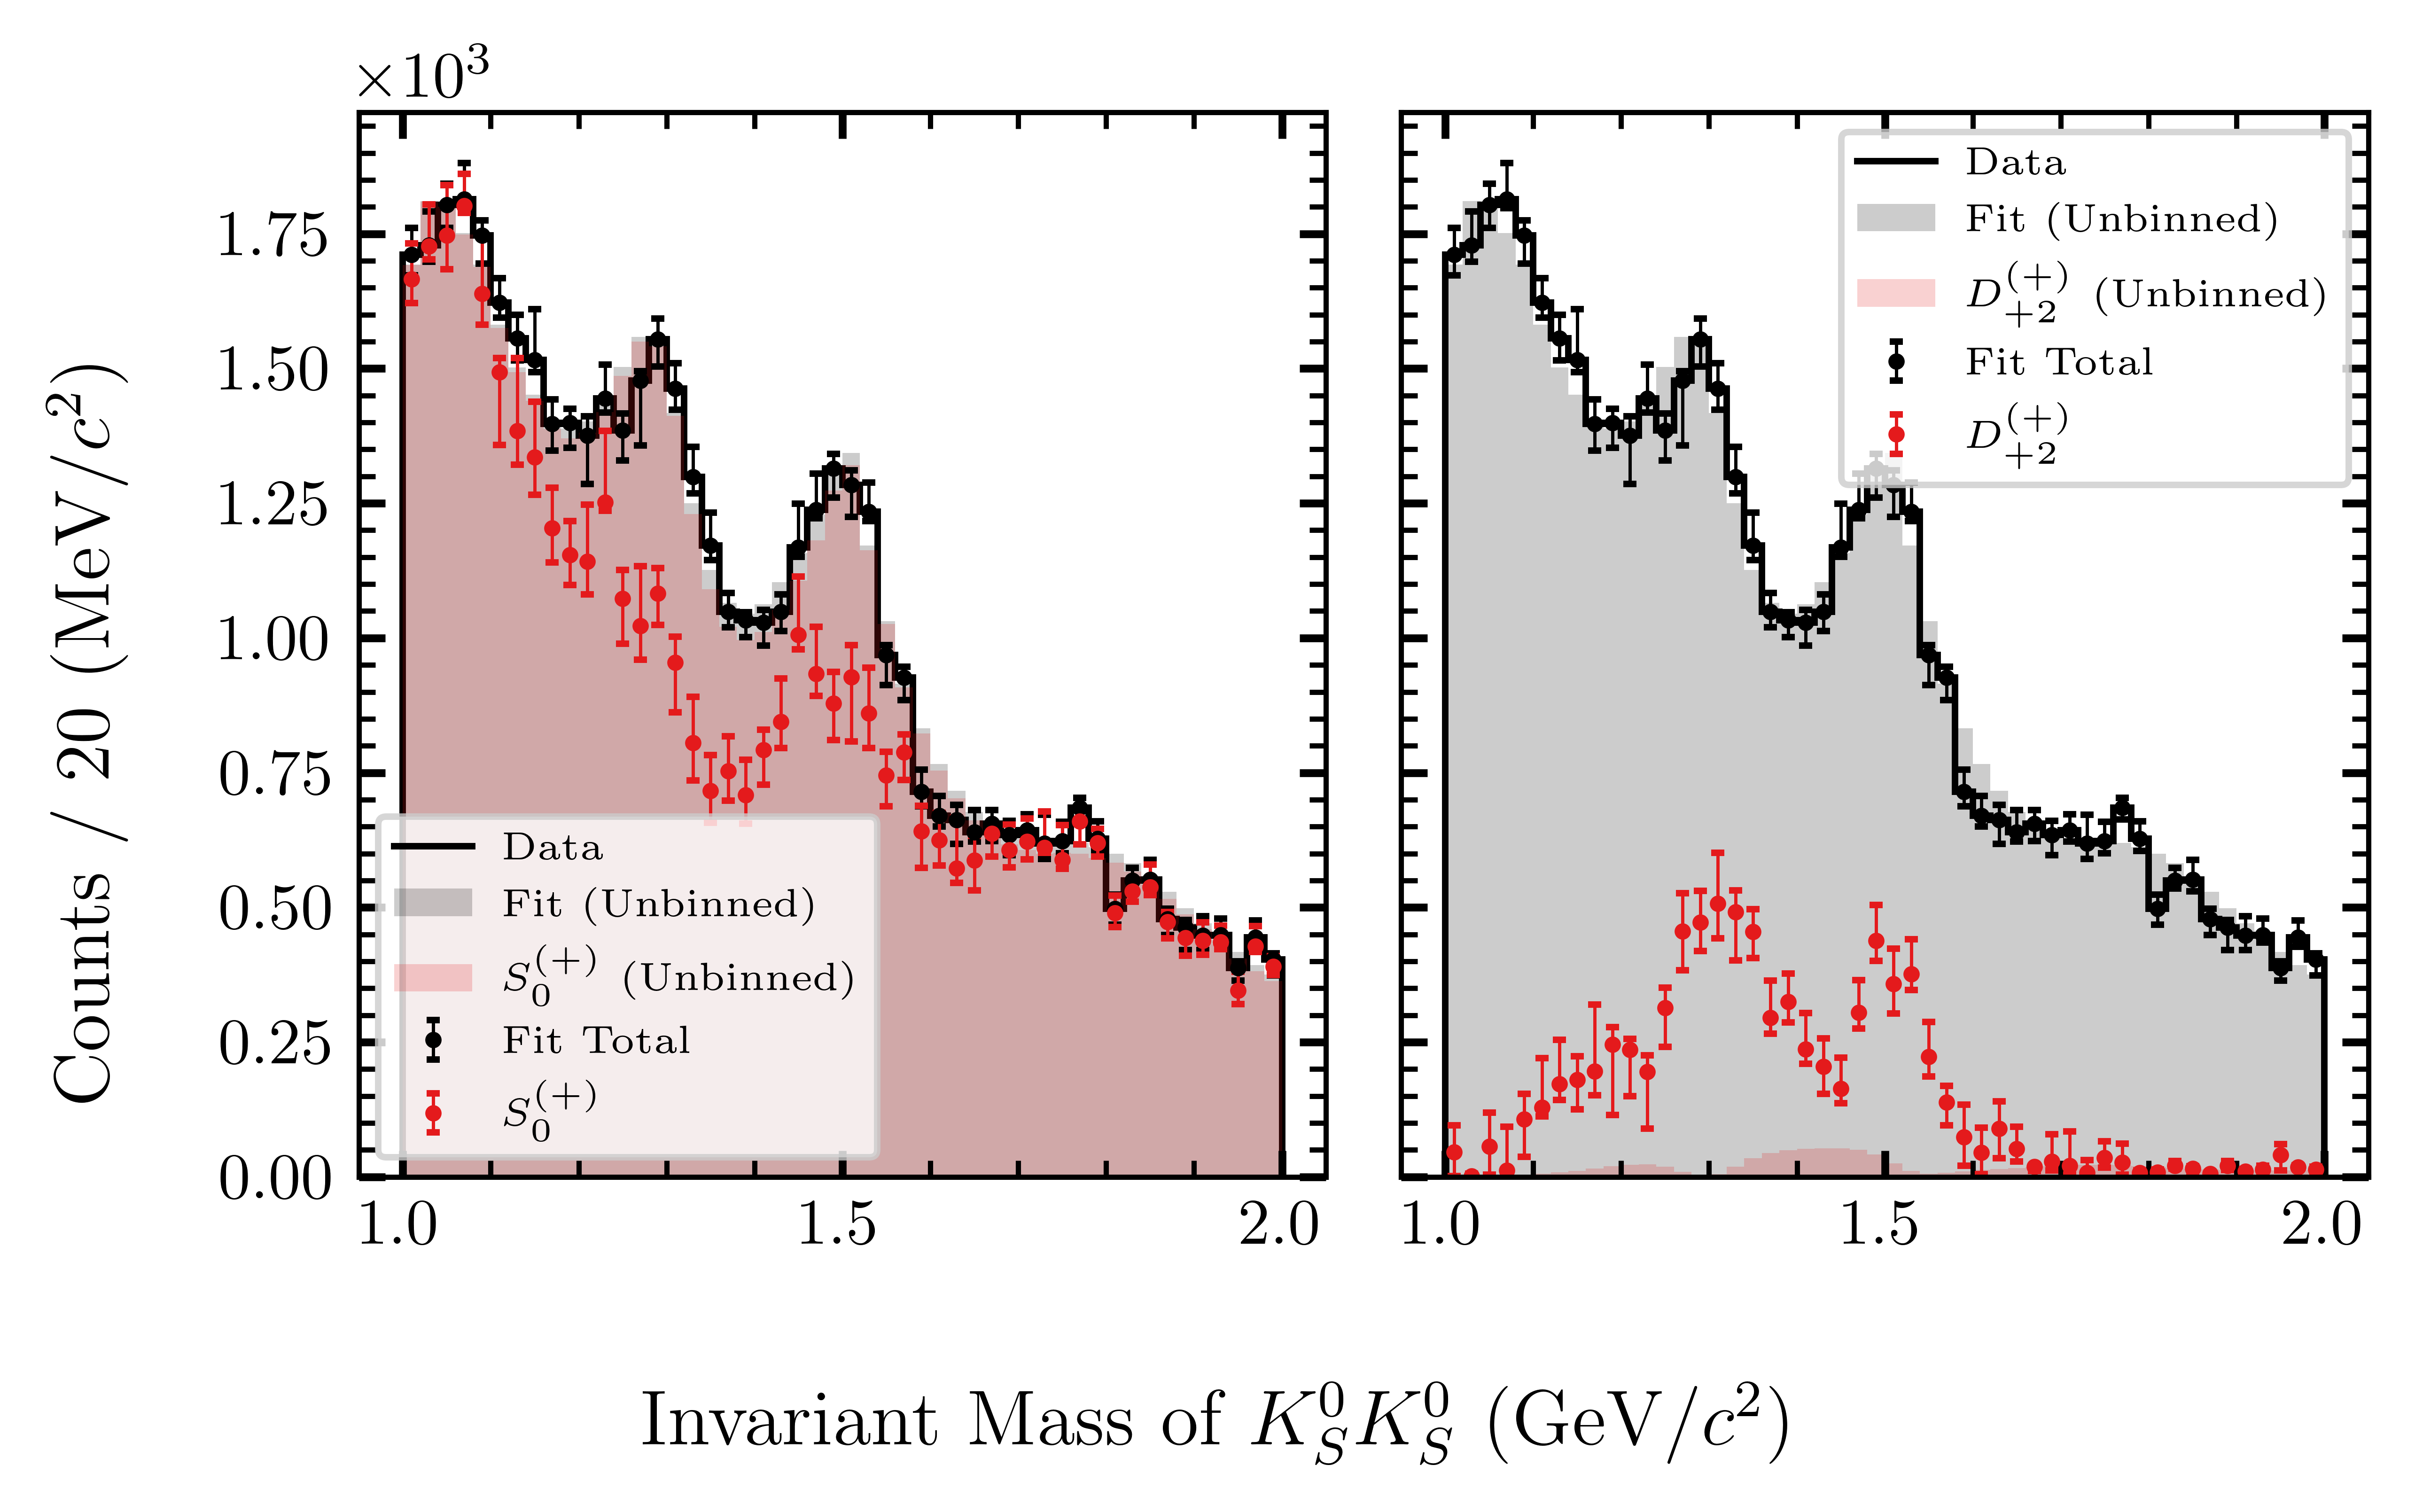 ×10³
Counts / 20 (MeV/c²)
1.75
1.50
1.25
1.00
0.75
0.50
0.25
0.00
Data
Fit (Unbinned)
S₀⁽⁺⁾ (Unbinned)
Fit Total
S₀⁽⁺⁾
1.0 1.5 2.0
Data
Fit (Unbinned)
D₊₂⁽⁺⁾ (Unbinned)
Fit Total
D₊₂⁽⁺⁾
1.0 1.5 2.0
Invariant Mass of K_S⁰K_S⁰ (GeV/c²)